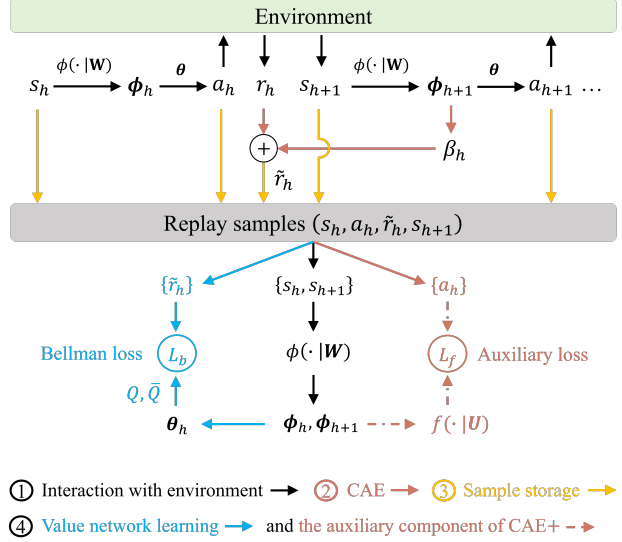 Environment
ϕ(· |𝐖) 𝜽 ϕ(· |𝐖) 𝜽
s_h ϕ_h a_h r_h s_{h+1} ϕ_{h+1} a_{h+1} …
+ β_h
r̃_h
Replay samples (s_h, a_h, r̃_h, s_{h+1})
{r̃_h} {s_h, s_{h+1}} {a_h}
Bellman loss L_b ϕ(· |𝑾) L_f Auxiliary loss
Q, Q̄
θ_h ϕ_h, ϕ_{h+1} f(· |𝑼)
① Interaction with environment ② CAE ③ Sample storage
④ Value network learning and the auxiliary component of CAE+